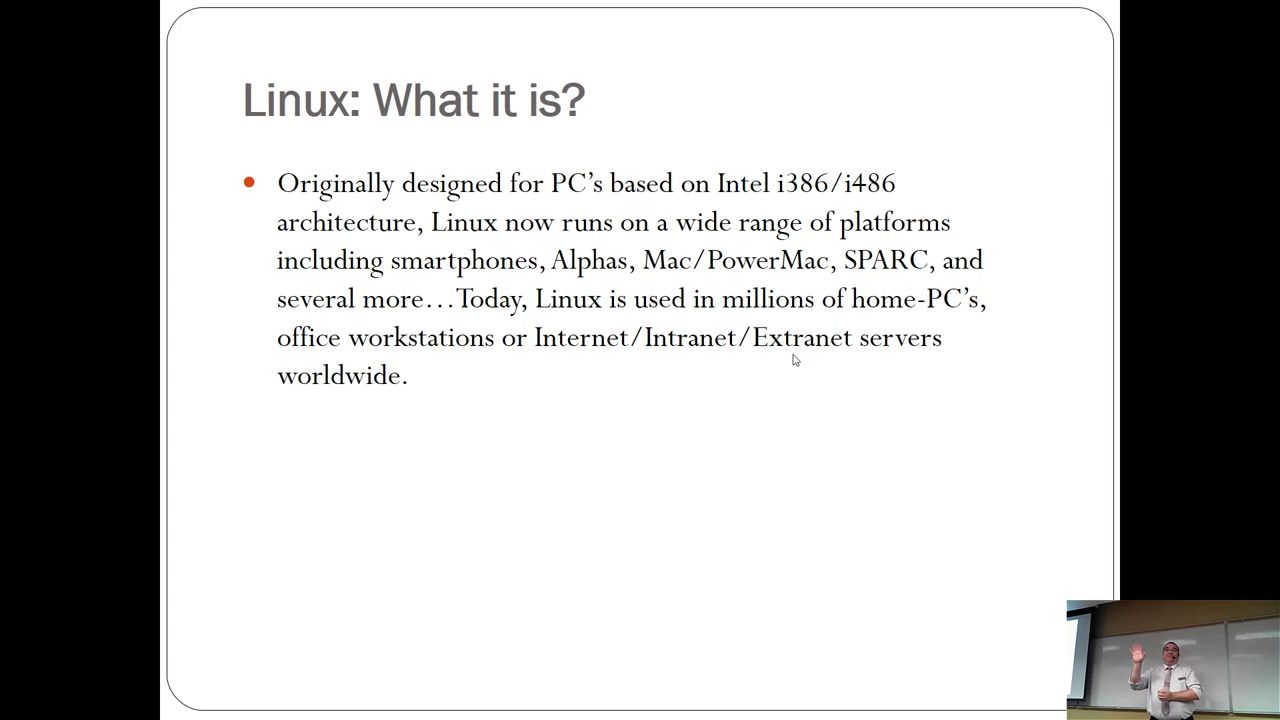 Linux: What it is?
• Originally designed for PC’s based on Intel i386/i486
architecture, Linux now runs on a wide range of platforms
including smartphones, Alphas, Mac/PowerMac, SPARC, and
several more…Today, Linux is used in millions of home-PC’s,
office workstations or Internet/Intranet/Extranet servers
worldwide.